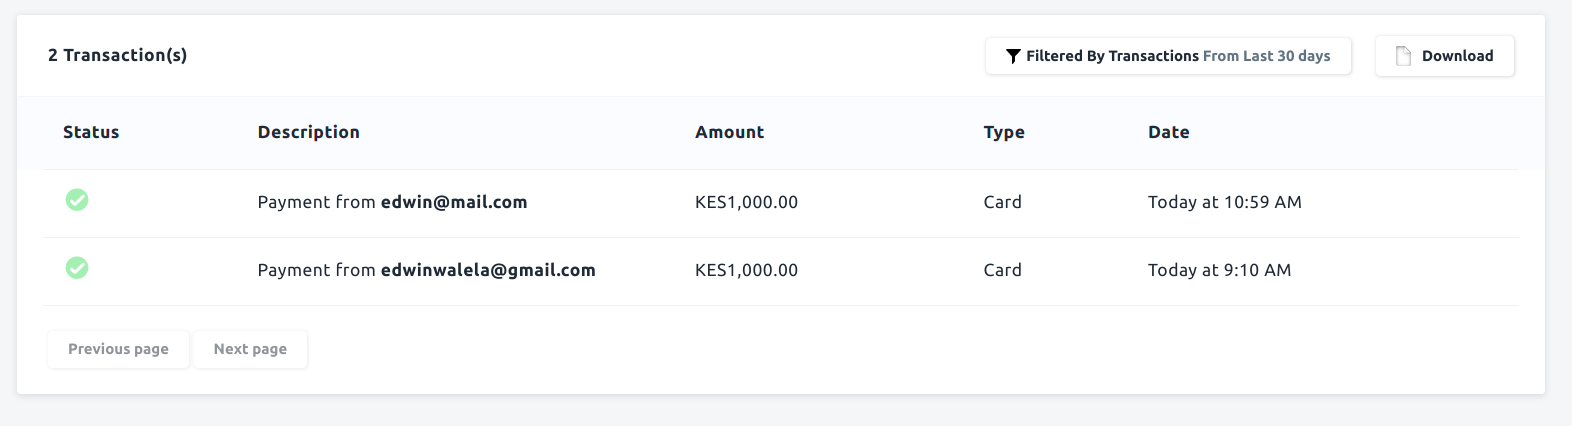 2 Transaction(s)
Filtered By Transactions From Last 30 days
Download
Status Description Amount Type Date
Payment from edwin@mail.com KES1,000.00 Card Today at 10:59 AM
Payment from edwinwalela@gmail.com KES1,000.00 Card Today at 9:10 AM
Previous page Next page